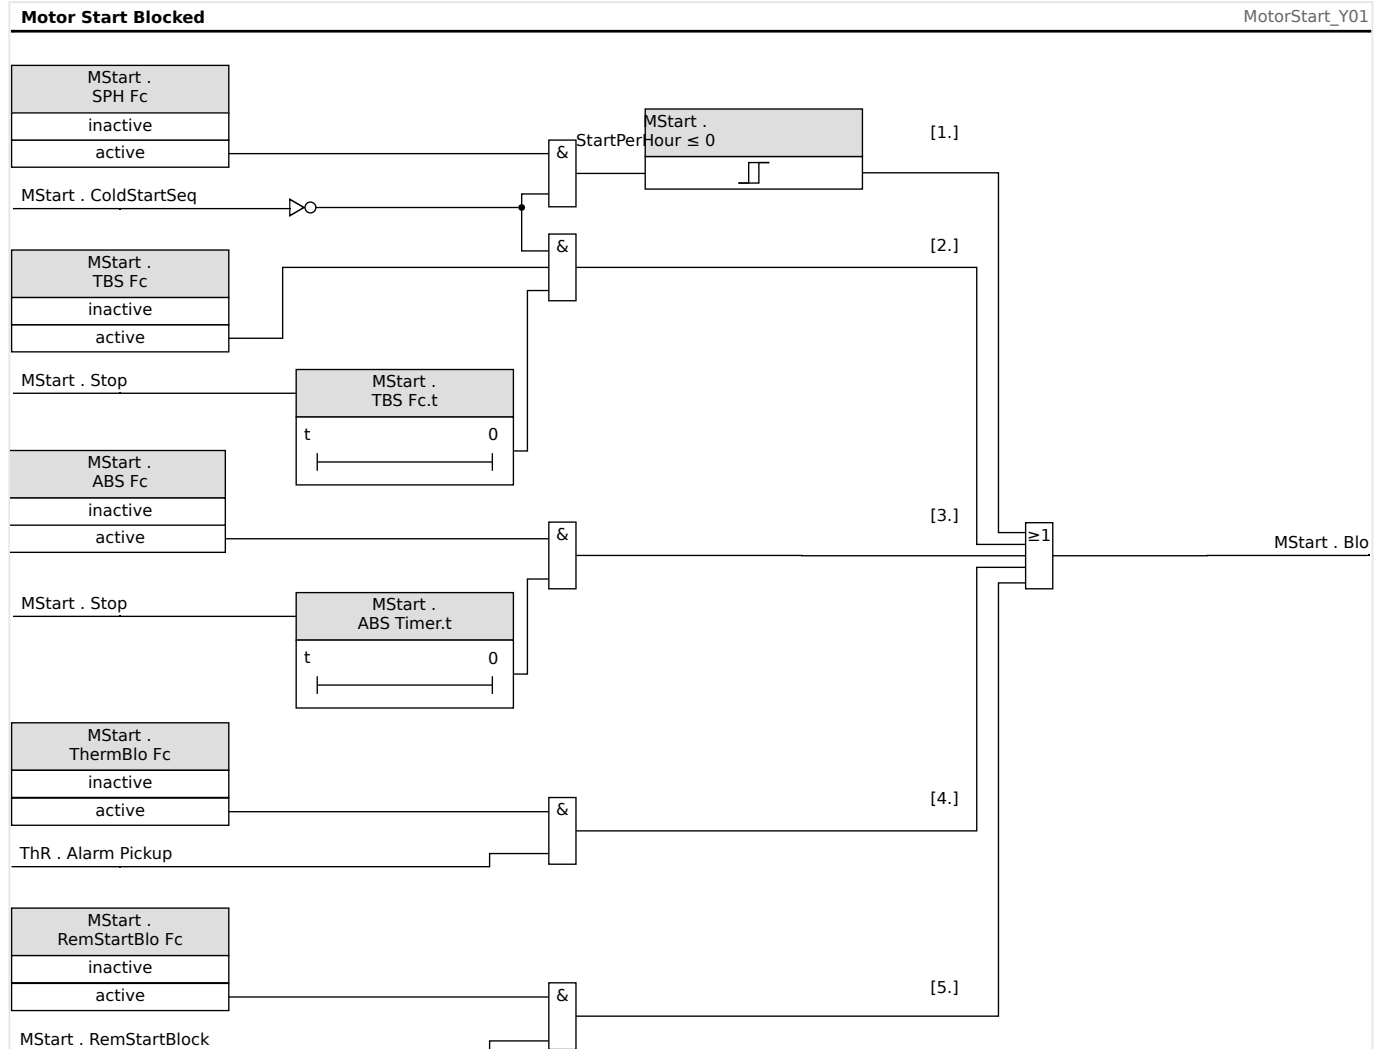 Motor Start Blocked
MotorStart_Y01
MStart .
SPH Fc
inactive
active
MStart . ColdStartSeq
&
MStart .
StartPerHour ≤ 0
[1.]
MStart .
TBS Fc
inactive
active
&
[2.]
MStart . Stop
MStart .
TBS Fc.t
t 0
MStart .
ABS Fc
inactive
active
&
[3.]
≥1
MStart . Blo
MStart . Stop
MStart .
ABS Timer.t
t 0
MStart .
ThermBlo Fc
inactive
active
&
[4.]
ThR . Alarm Pickup
MStart .
RemStartBlo Fc
inactive
active
&
[5.]
MStart . RemStartBlock